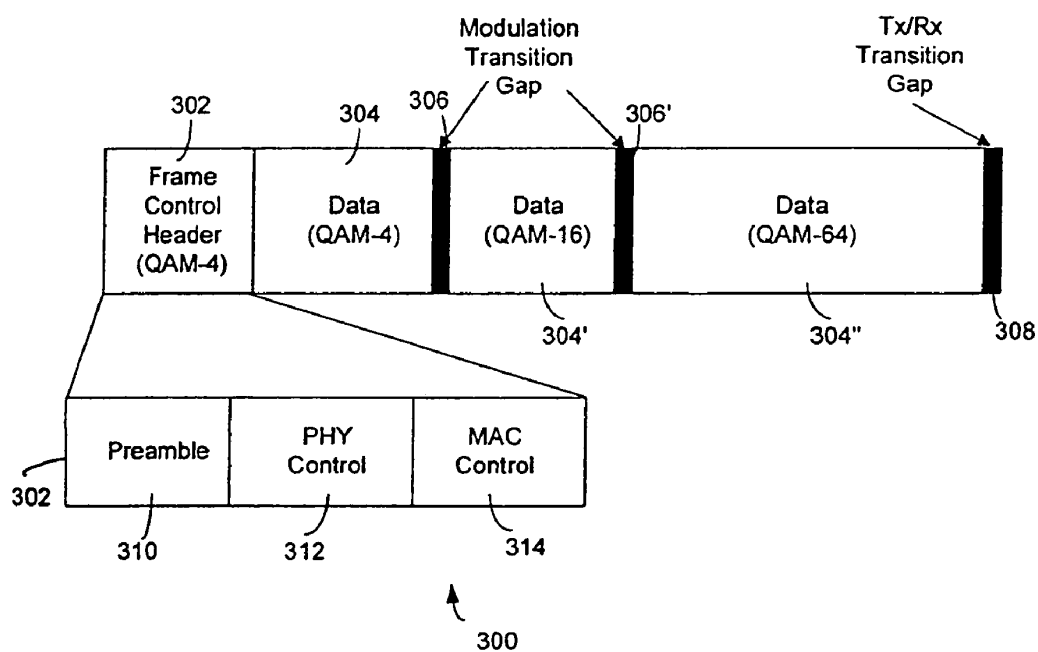 Modulation
Transition
Gap
Tx/Rx
Transition
Gap
302
304
306
306'
Frame
Control
Header
(QAM-4)
Data
(QAM-4)
Data
(QAM-16)
Data
(QAM-64)
304'
304"
308
Preamble
PHY
Control
MAC
Control
302
310
312
314
300